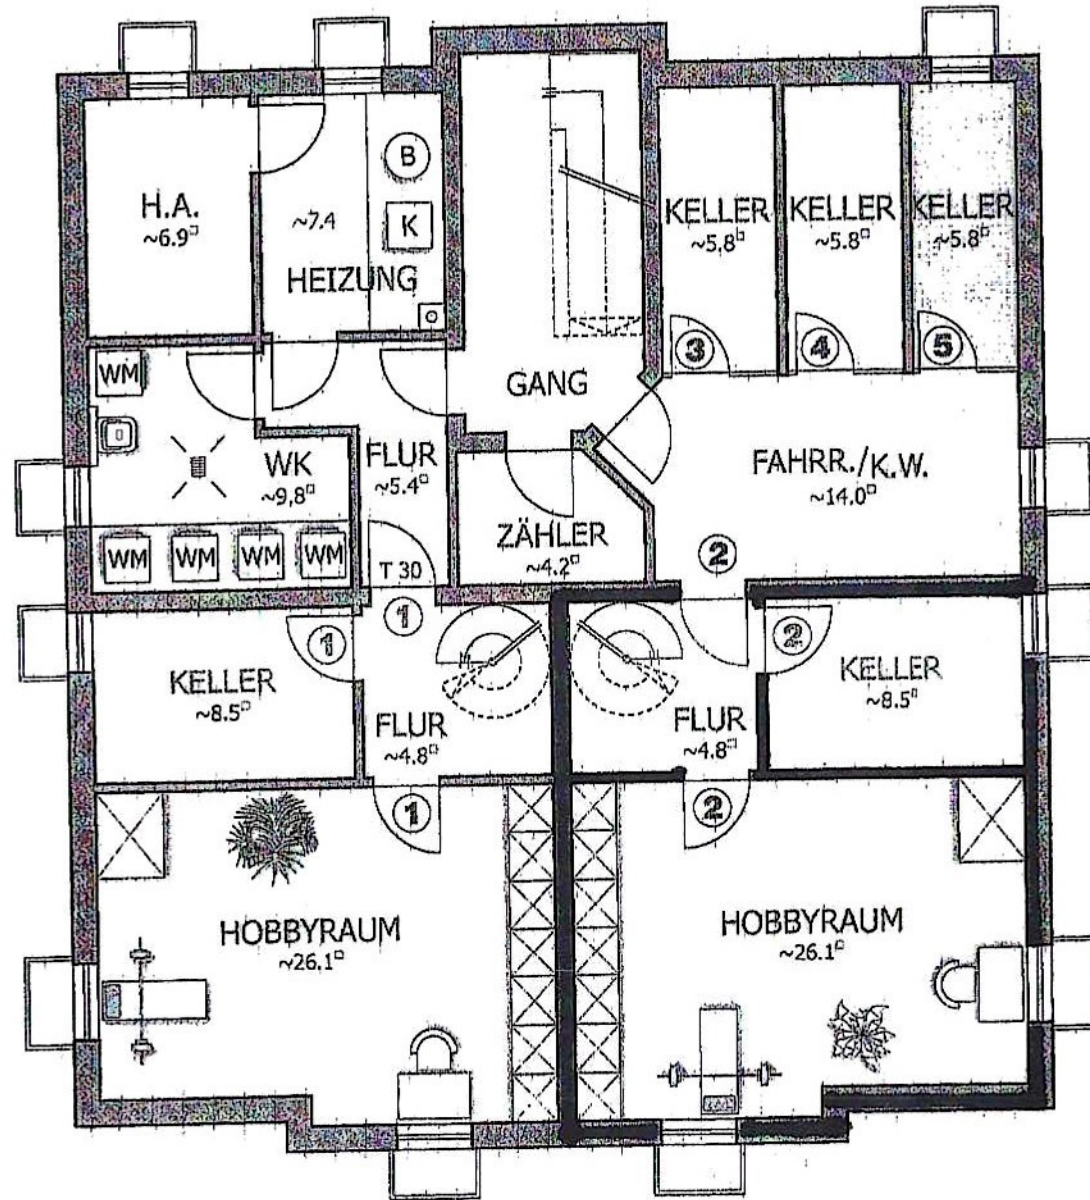 B
H.A.
~6.9□
~7.4
K
HEIZUNG
KELLER
~5.8□
KELLER
~5.8□
KELLER
~5.8□
3
4
5
WM
GANG
WK
~9,8□
FLUR
~5.4□
FAHRR./K.W.
~14.0□
WM
WM
WM
WM
T 30
ZÄHLER
~4.2□
2
1
1
2
KELLER
~8.5□
FLUR
~4.8□
FLUR
~4.8□
KELLER
~8.5□
1
2
HOBBYRAUM
~26.1□
HOBBYRAUM
~26.1□